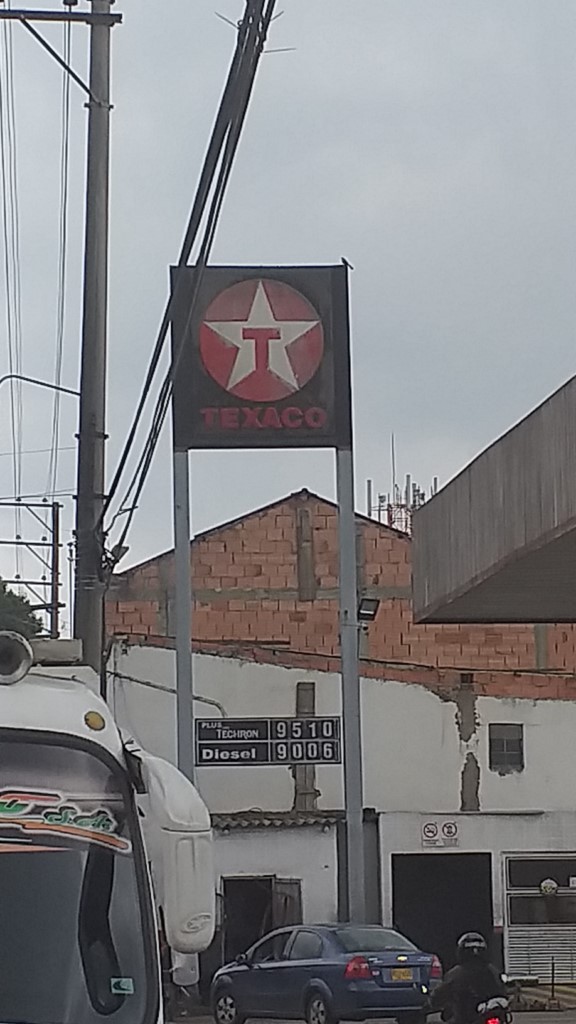 T
TEXACO
PLUS
TECHRON 9510
Diesel 9006